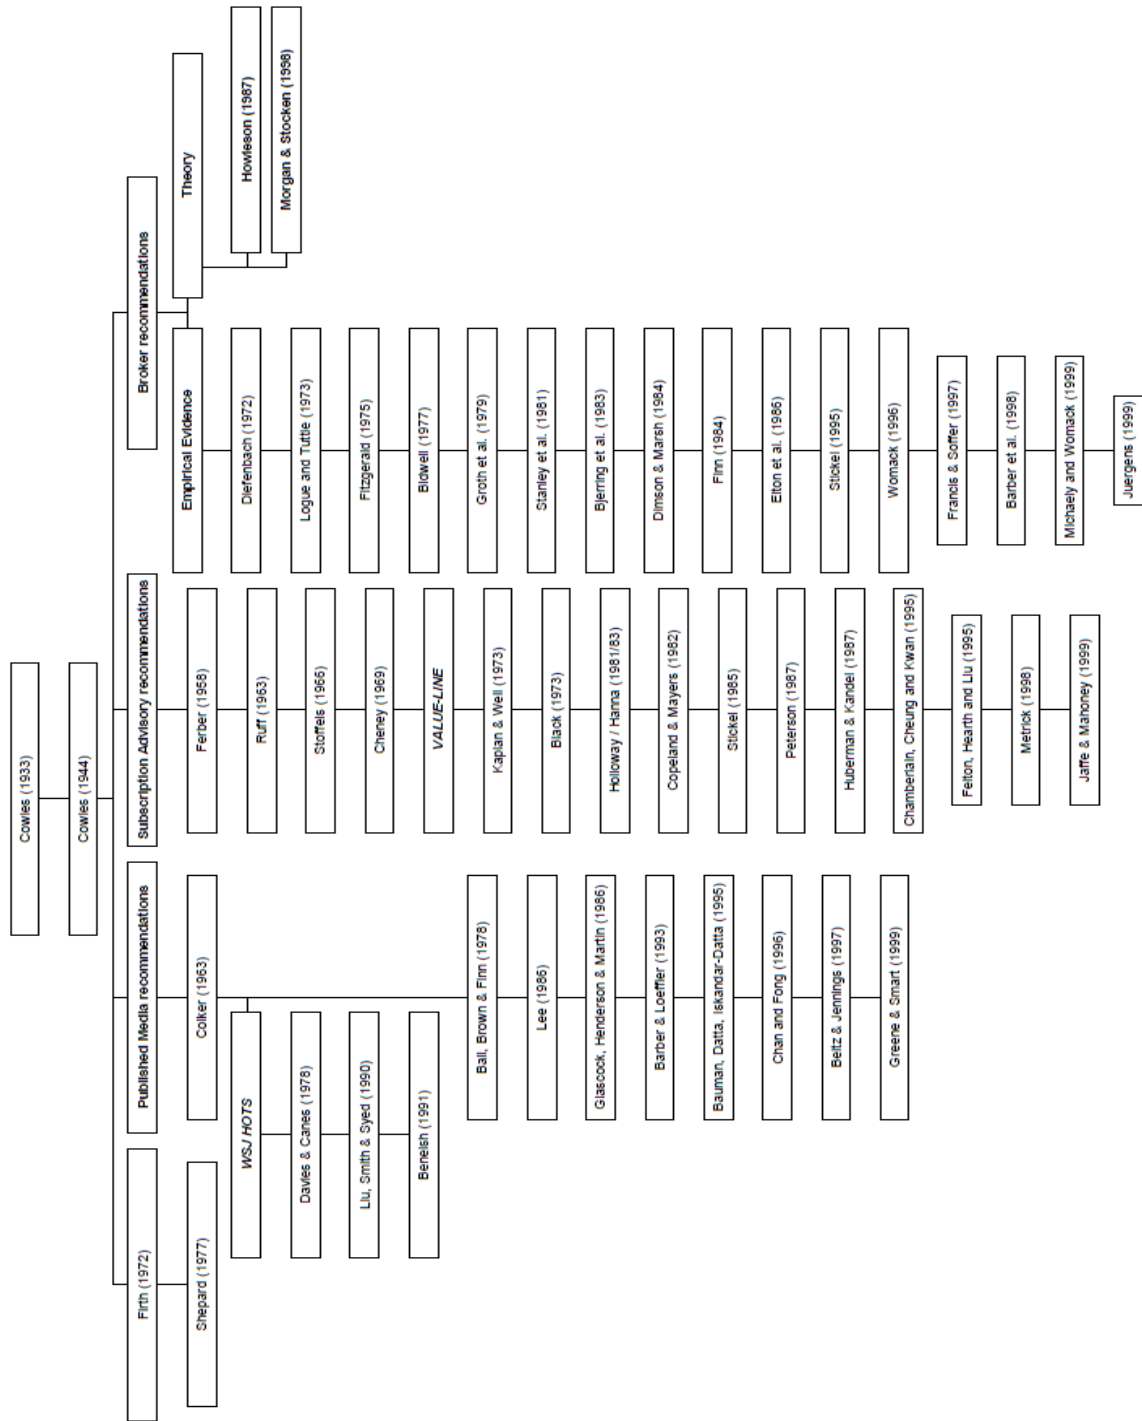 Cowles (1933)
Cowles (1944)
Firth (1972)
Shepard (1977)
Published Media recommendations
Colker (1963)
WSJ HOTS
Davies & Canes (1978)
Liu, Smith & Syed (1990)
Beneish (1991)
Ball, Brown & Finn (1978)
Lee (1986)
Glascock, Henderson & Martin (1986)
Barber & Loeffler (1993)
Bauman, Datta, Iskandar-Datta (1995)
Chan and Fong (1996)
Beltz & Jennings (1997)
Greene & Smart (1999)
Subscription Advisory recommendations
Ferber (1958)
Ruff (1963)
Stoffels (1966)
Cheney (1969)
VALUE-LINE
Kaplan & Weil (1973)
Black (1973)
Holloway / Hanna (1981/83)
Copeland & Mayers (1982)
Stickel (1985)
Peterson (1987)
Huberman & Kandel (1987)
Chamberlain, Cheung and Kwan (1995)
Felton, Hearth and Liu (1995)
Metrick (1998)
Jaffe & Mahoney (1999)
Broker recommendations
Empirical Evidence
Diefenbach (1972)
Logue and Tuttle (1973)
Fitzgerald (1975)
Bidwell (1977)
Groth et al. (1979)
Stanley et al. (1981)
Bjerring et al. (1983)
Dimson & Marsh (1984)
Finn (1984)
Elton et al. (1986)
Stickel (1995)
Womack (1996)
Francis & Soffer (1997)
Barber et al. (1998)
Michaely and Womack (1999)
Juergens (1999)
Theory
Howieson (1987)
Morgan & Stocken (1998)